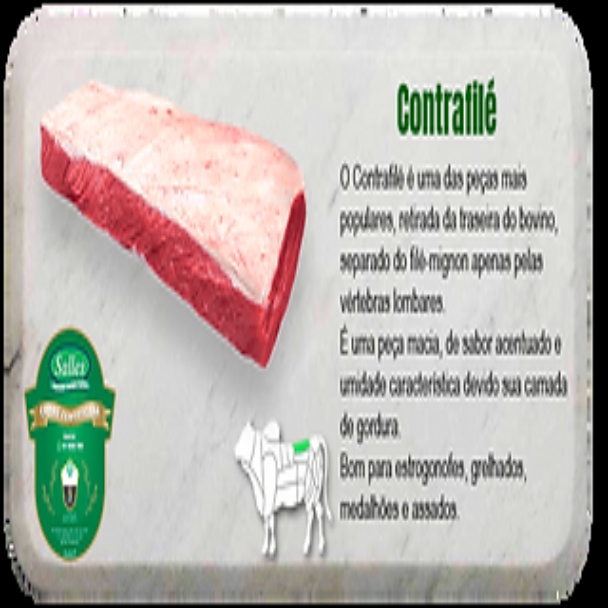 Contrafilé
O Contrafilé é uma das peças mais
populares, retirada da traseira do bovino,
separado do filé-mignon apenas pelas
vértebras lombares.
É uma peça macia, de sabor acentuado e
umidade característica devido sua camada
de gordura.
Bom para estrogonofes, grelhados,
medalhões e assados.
Salles